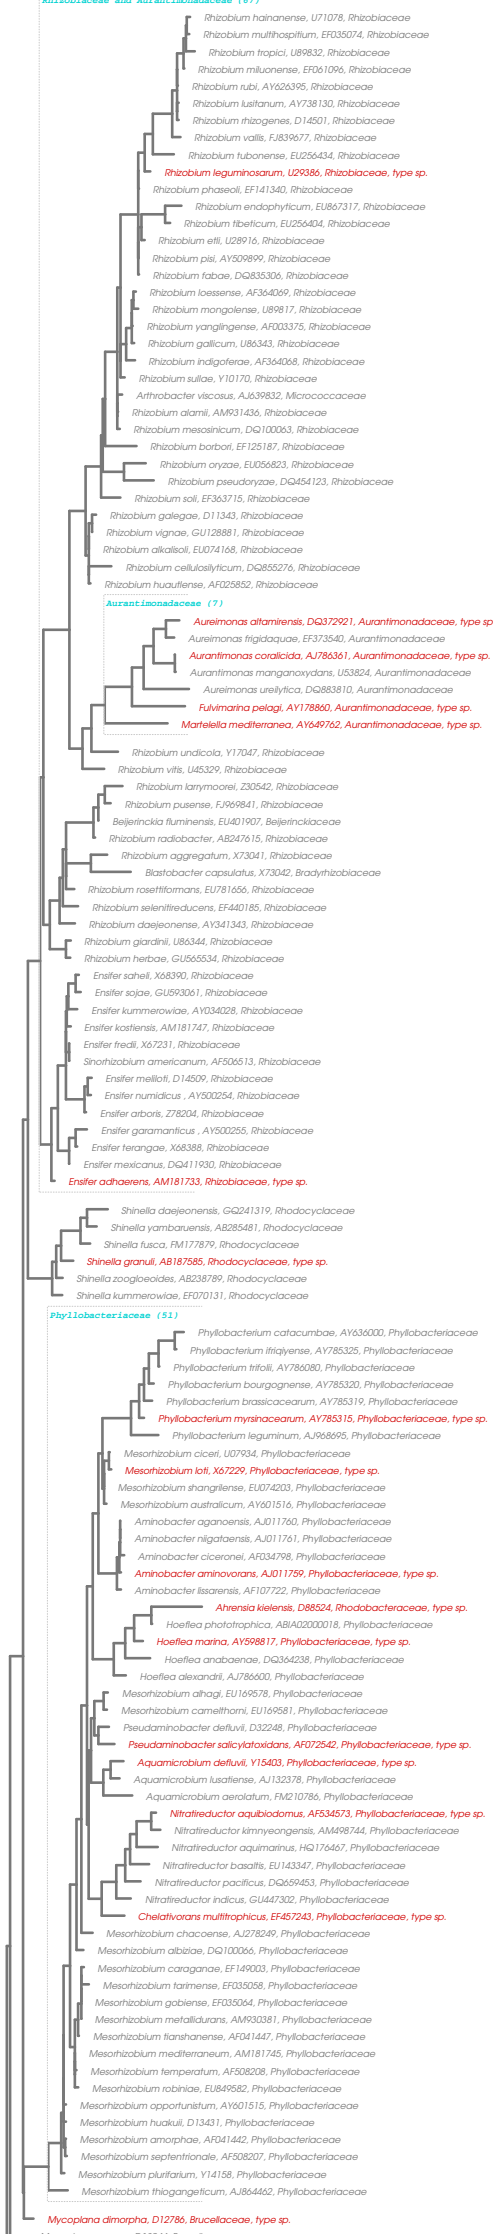 Rhizobiaceae and Aurantimonadaceae (67)
Rhizobium hainanense, U71078, Rhizobiaceae
Rhizobium multihospitium, EF035074, Rhizobiaceae
Rhizobium tropici, U89832, Rhizobiaceae
Rhizobium miluonense, EF061096, Rhizobiaceae
Rhizobium rubi, AY626395, Rhizobiaceae
Rhizobium lusitanum, AY738130, Rhizobiaceae
Rhizobium rhizogenes, D14501, Rhizobiaceae
Rhizobium vallis, FJ839677, Rhizobiaceae
Rhizobium tubonense, EU256434, Rhizobiaceae
Rhizobium leguminosarum, U29386, Rhizobiaceae, type sp.
Rhizobium phaseoli, EF141340, Rhizobiaceae
Rhizobium endophyticum, EU867317, Rhizobiaceae
Rhizobium tibeticum, EU256404, Rhizobiaceae
Rhizobium etli, U28916, Rhizobiaceae
Rhizobium pisi, AY509899, Rhizobiaceae
Rhizobium fabae, DQ835306, Rhizobiaceae
Rhizobium loessense, AF364069, Rhizobiaceae
Rhizobium mongolense, U89817, Rhizobiaceae
Rhizobium yanglingense, AF003375, Rhizobiaceae
Rhizobium gallicum, U86343, Rhizobiaceae
Rhizobium indigoferae, AF364068, Rhizobiaceae
Rhizobium sullae, Y10170, Rhizobiaceae
Arthrobacter viscosus, AJ639832, Micrococcaceae
Rhizobium alamii, AM931436, Rhizobiaceae
Rhizobium mesosinicum, DQ100063, Rhizobiaceae
Rhizobium borbori, EF125187, Rhizobiaceae
Rhizobium oryzae, EU056823, Rhizobiaceae
Rhizobium pseudoryzae, DQ454123, Rhizobiaceae
Rhizobium soli, EF363715, Rhizobiaceae
Rhizobium galegae, D11343, Rhizobiaceae
Rhizobium vignae, GU128881, Rhizobiaceae
Rhizobium alkalisoli, EU074168, Rhizobiaceae
Rhizobium cellulosilyticum, DQ855276, Rhizobiaceae
Rhizobium huautlense, AF025852, Rhizobiaceae
Aurantimonadaceae (7)
Aureimonas altamirensis, DQ372921, Aurantimonadaceae, type sp
Aureimonas frigidaquae, EF373540, Aurantimonadaceae
Aurantimonas coralicida, AJ786361, Aurantimonadaceae, type sp.
Aurantimonas manganoxydans, U53824, Aurantimonadaceae
Aureimonas ureilytica, DQ883810, Aurantimonadaceae
Fulvimarina pelagi, AY178860, Aurantimonadaceae, type sp.
Martelella mediterranea, AY649762, Aurantimonadaceae, type sp.
Rhizobium undicola, Y17047, Rhizobiaceae
Rhizobium vitis, U45329, Rhizobiaceae
Rhizobium larrymoorei, Z30542, Rhizobiaceae
Rhizobium pusense, FJ969841, Rhizobiaceae
Beijerinckia fluminensis, EU401907, Beijerinckiaceae
Rhizobium radiobacter, AB247615, Rhizobiaceae
Rhizobium aggregatum, X73041, Rhizobiaceae
Blastobacter capsulatus, X73042, Bradyrhizobiaceae
Rhizobium rosettiformans, EU781656, Rhizobiaceae
Rhizobium selenitireducens, EF440185, Rhizobiaceae
Rhizobium daejeonense, AY341343, Rhizobiaceae
Rhizobium giardinii, U86344, Rhizobiaceae
Rhizobium herbae, GU565534, Rhizobiaceae
Ensifer saheli, X68390, Rhizobiaceae
Ensifer sojae, GU593061, Rhizobiaceae
Ensifer kummerowiae, AY034028, Rhizobiaceae
Ensifer kostiensis, AM181747, Rhizobiaceae
Ensifer fredii, X67231, Rhizobiaceae
Sinorhizobium americanum, AF506513, Rhizobiaceae
Ensifer meliloti, D14509, Rhizobiaceae
Ensifer numidicus , AY500254, Rhizobiaceae
Ensifer arboris, Z78204, Rhizobiaceae
Ensifer garamanticus , AY500255, Rhizobiaceae
Ensifer terangae, X68388, Rhizobiaceae
Ensifer mexicanus, DQ411930, Rhizobiaceae
Ensifer adhaerens, AM181733, Rhizobiaceae, type sp.
Shinella daejeonensis, GQ241319, Rhodocyclaceae
Shinella yambaruensis, AB285481, Rhodocyclaceae
Shinella fusca, FM177879, Rhodocyclaceae
Shinella granuli, AB187585, Rhodocyclaceae, type sp.
Shinella zoogloeoides, AB238789, Rhodocyclaceae
Shinella kummerowiae, EF070131, Rhodocyclaceae
Phyllobacteriaceae (51)
Phyllobacterium catacumbae, AY636000, Phyllobacteriaceae
Phyllobacterium ifriqiyense, AY785325, Phyllobacteriaceae
Phyllobacterium trifolii, AY786080, Phyllobacteriaceae
Phyllobacterium bourgognense, AY785320, Phyllobacteriaceae
Phyllobacterium brassicacearum, AY785319, Phyllobacteriaceae
Phyllobacterium myrsinacearum, AY785315, Phyllobacteriaceae, type sp.
Phyllobacterium leguminum, AJ968695, Phyllobacteriaceae
Mesorhizobium ciceri, U07934, Phyllobacteriaceae
Mesorhizobium loti, X67229, Phyllobacteriaceae, type sp.
Mesorhizobium shangrilense, EU074203, Phyllobacteriaceae
Mesorhizobium australicum, AY601516, Phyllobacteriaceae
Aminobacter aganoensis, AJ011760, Phyllobacteriaceae
Aminobacter niigataensis, AJ011761, Phyllobacteriaceae
Aminobacter ciceronei, AF034798, Phyllobacteriaceae
Aminobacter aminovorans, AJ011759, Phyllobacteriaceae, type sp.
Aminobacter lissarensis, AF107722, Phyllobacteriaceae
Ahrensia kielensis, D88524, Rhodobacteraceae, type sp.
Hoeflea phototrophica, ABIA02000018, Phyllobacteriaceae
Hoeflea marina, AY598817, Phyllobacteriaceae, type sp.
Hoeflea anabaenae, DQ364238, Phyllobacteriaceae
Hoeflea alexandrii, AJ786600, Phyllobacteriaceae
Mesorhizobium alhagi, EU169578, Phyllobacteriaceae
Mesorhizobium camelthorni, EU169581, Phyllobacteriaceae
Pseudaminobacter defluvii, D32248, Phyllobacteriaceae
Pseudaminobacter salicylatoxidans, AF072542, Phyllobacteriaceae, type sp.
Aquamicrobium defluvii, Y15403, Phyllobacteriaceae, type sp.
Aquamicrobium lusatiense, AJ132378, Phyllobacteriaceae
Aquamicrobium aerolatum, FM210786, Phyllobacteriaceae
Nitratireductor aquibiodomus, AF534573, Phyllobacteriaceae, type sp.
Nitratireductor kimnyeongensis, AM498744, Phyllobacteriaceae
Nitratireductor aquimarinus, HQ176467, Phyllobacteriaceae
Nitratireductor basaltis, EU143347, Phyllobacteriaceae
Nitratireductor pacificus, DQ659453, Phyllobacteriaceae
Nitratireductor indicus, GU447302, Phyllobacteriaceae
Chelativorans multitrophicus, EF457243, Phyllobacteriaceae, type sp.
Mesorhizobium chacoense, AJ278249, Phyllobacteriaceae
Mesorhizobium albiziae, DQ100066, Phyllobacteriaceae
Mesorhizobium caraganae, EF149003, Phyllobacteriaceae
Mesorhizobium tarimense, EF035058, Phyllobacteriaceae
Mesorhizobium gobiense, EF035064, Phyllobacteriaceae
Mesorhizobium metallidurans, AM930381, Phyllobacteriaceae
Mesorhizobium tianshanense, AF041447, Phyllobacteriaceae
Mesorhizobium mediterraneum, AM181745, Phyllobacteriaceae
Mesorhizobium temperatum, AF508208, Phyllobacteriaceae
Mesorhizobium robiniae, EU849582, Phyllobacteriaceae
Mesorhizobium opportunistum, AY601515, Phyllobacteriaceae
Mesorhizobium huakuii, D13431, Phyllobacteriaceae
Mesorhizobium amorphae, AF041442, Phyllobacteriaceae
Mesorhizobium septentrionale, AF508207, Phyllobacteriaceae
Mesorhizobium plurifarium, Y14158, Phyllobacteriaceae
Mesorhizobium thiogangeticum, AJ864462, Phyllobacteriaceae
Mycoplana dimorpha, D12786, Brucellaceae, type sp.